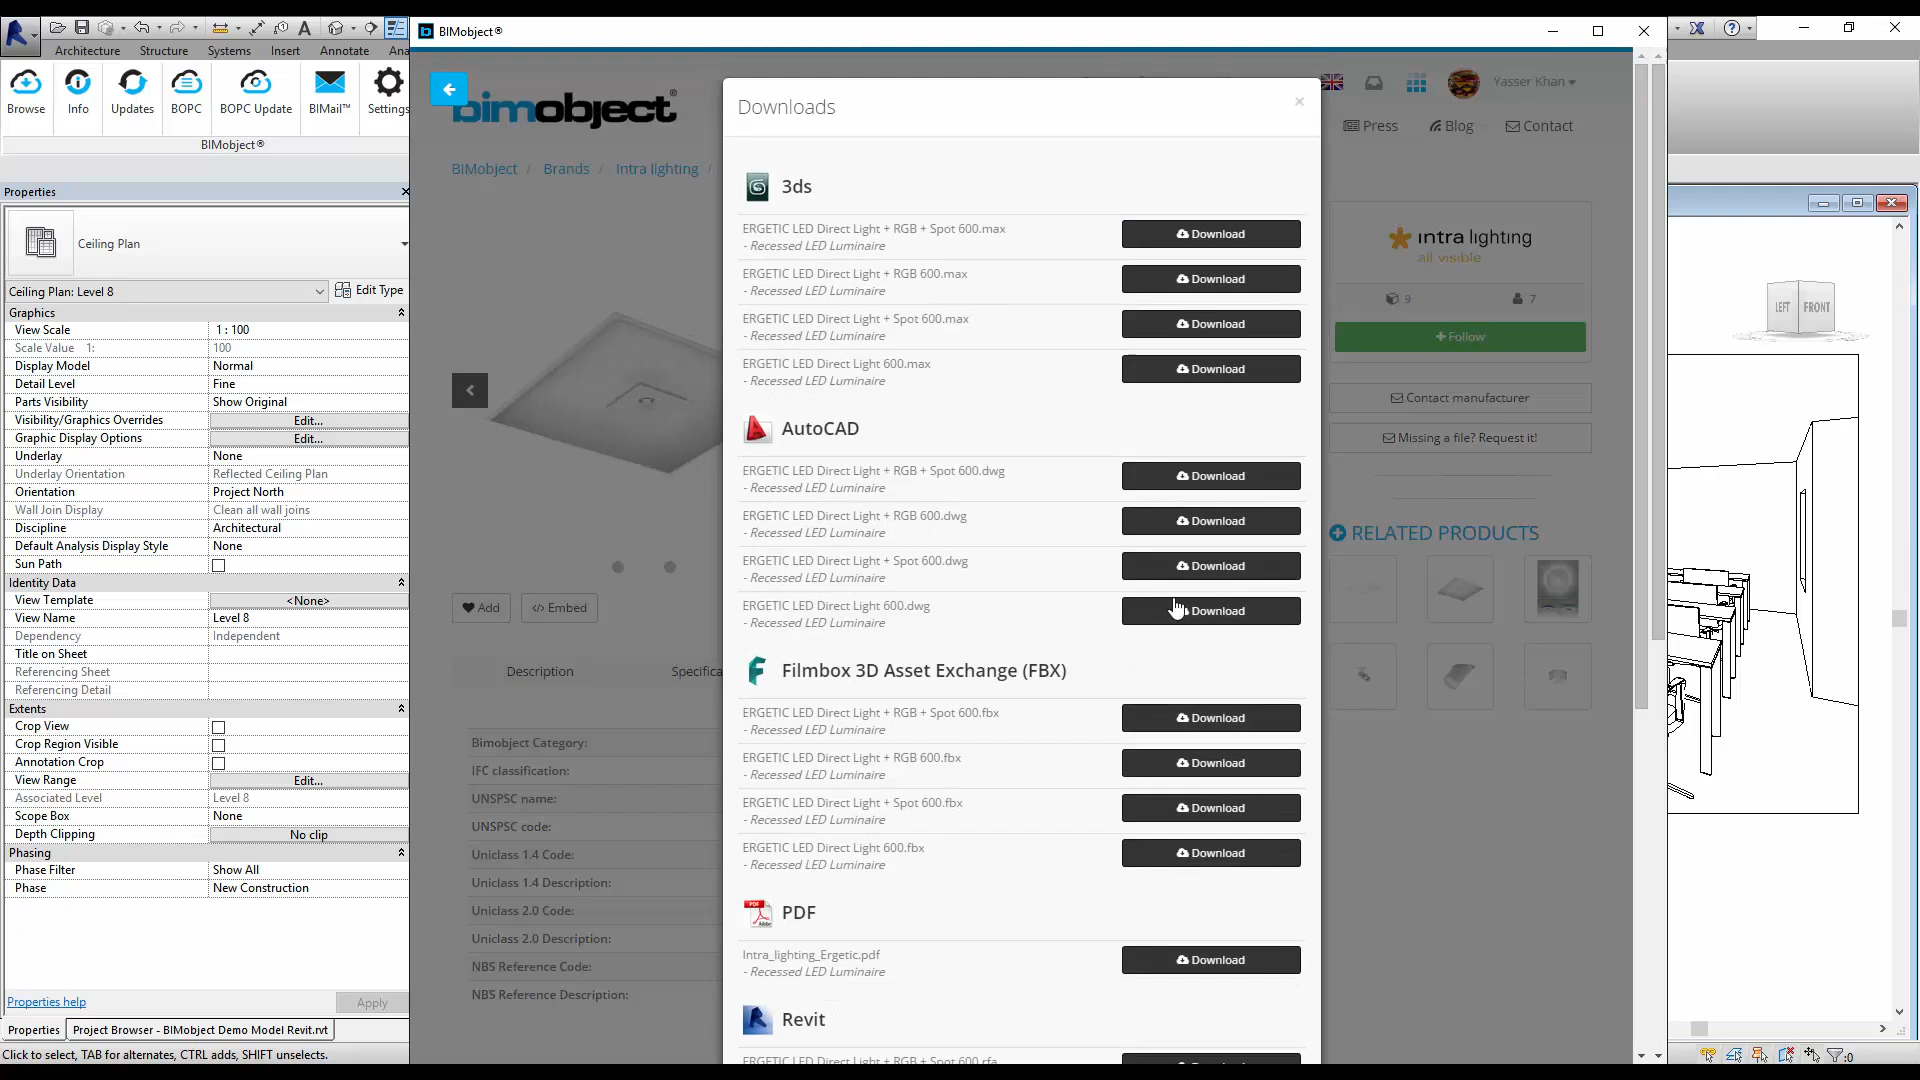 BIMobject®
Architecture Structure Systems Insert Annotate Ana
Browse Info Updates BOPC BOPC Update BIMail™ Settings
BIMobject®
Properties
Ceiling Plan
Ceiling Plan: Level 8 Edit Type
Graphics
View Scale 1 : 100
Scale Value 1: 100
Display Model Normal
Detail Level Fine
Parts Visibility Show Original
Visibility/Graphics Overrides Edit...
Graphic Display Options Edit...
Underlay None
Underlay Orientation Reflected Ceiling Plan
Orientation Project North
Wall Join Display Clean all wall joins
Discipline Architectural
Default Analysis Display Style None
Sun Path
Identity Data
View Template <None>
View Name Level 8
Dependency Independent
Title on Sheet
Referencing Sheet
Referencing Detail
Extents
Crop View
Crop Region Visible
Annotation Crop
View Range Edit...
Associated Level Level 8
Scope Box None
Depth Clipping No clip
Phasing
Phase Filter Show All
Phase New Construction
Properties help Apply
Properties Project Browser - BIMobject Demo Model Revit.rvt
Click to select, TAB for alternates, CTRL adds, SHIFT unselects.
bimobject®
BIMobject / Brands / Intra lighting /
Add </> Embed
Description Specifica
Bimobject Category:
IFC classification:
UNSPSC name:
UNSPSC code:
Uniclass 1.4 Code:
Uniclass 1.4 Description:
Uniclass 2.0 Code:
Uniclass 2.0 Description:
NBS Reference Code:
NBS Reference Description:
Downloads ×
3ds
ERGETIC LED Direct Light + RGB + Spot 600.max Download
- Recessed LED Luminaire
ERGETIC LED Direct Light + RGB 600.max Download
- Recessed LED Luminaire
ERGETIC LED Direct Light + Spot 600.max Download
- Recessed LED Luminaire
ERGETIC LED Direct Light 600.max Download
- Recessed LED Luminaire
AutoCAD
ERGETIC LED Direct Light + RGB + Spot 600.dwg Download
- Recessed LED Luminaire
ERGETIC LED Direct Light + RGB 600.dwg Download
- Recessed LED Luminaire
ERGETIC LED Direct Light + Spot 600.dwg Download
- Recessed LED Luminaire
ERGETIC LED Direct Light 600.dwg Download
- Recessed LED Luminaire
Filmbox 3D Asset Exchange (FBX)
ERGETIC LED Direct Light + RGB + Spot 600.fbx Download
- Recessed LED Luminaire
ERGETIC LED Direct Light + RGB 600.fbx Download
- Recessed LED Luminaire
ERGETIC LED Direct Light + Spot 600.fbx Download
- Recessed LED Luminaire
ERGETIC LED Direct Light 600.fbx Download
- Recessed LED Luminaire
PDF
Intra_lighting_Ergetic.pdf Download
- Recessed LED Luminaire
Revit
ERGETIC LED Direct Light + RGB + Spot 600.rfa
Yasser Khan
Press Blog Contact
intra lighting
all visible
9 7
+ Follow
Contact manufacturer
Missing a file? Request it!
RELATED PRODUCTS
LEFT FRONT
:0